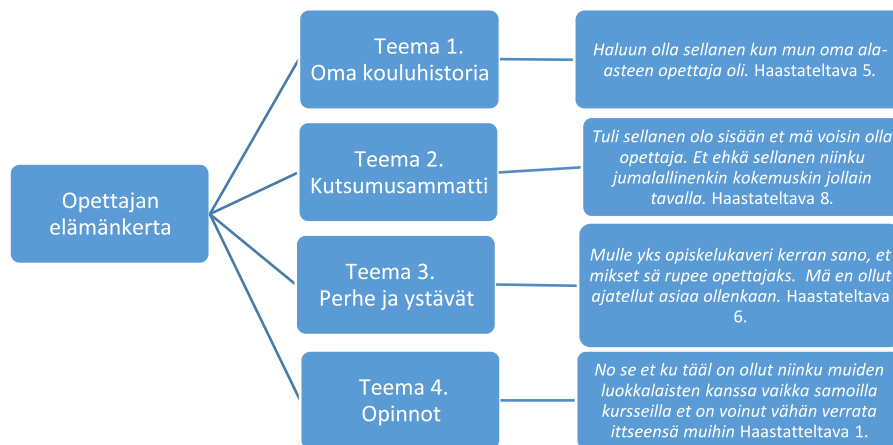 Opettajan
elämänkerta
Teema 1.
Oma kouluhistoria
Haluun olla sellanen kun mun oma ala-
asteen opettaja oli. Haastateltava 5.
Teema 2.
Kutsumusammatti
Tuli sellanen olo sisään et mä voisin olla
opettaja. Et ehkä sellanen niinku
jumalallinenkin kokemuskin jollain
tavalla. Haastateltava 8.
Teema 3.
Perhe ja ystävät
Mulle yks opiskelukaveri kerran sano, et
mikset sä rupee opettajaks. Mä en ollut
ajatellut asiaa ollenkaan. Haastateltava
6.
Teema 4.
Opinnot
No se et ku tääl on ollut niinku muiden
luokkalaisten kanssa vaikka samoilla
kursseilla et on voinut vähän verrata
ittseensä muihin Haastatteltava 1.